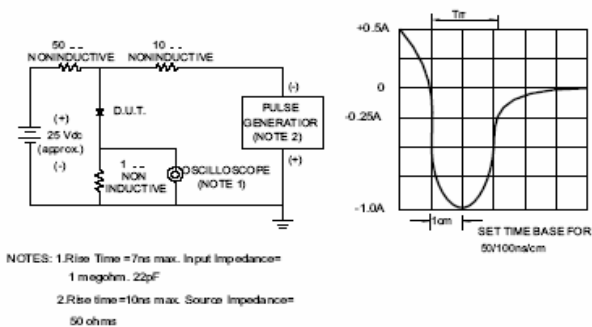 50 --
NONINDUCTIVE
10 --
NONINDUCTIVE
(+)
25 Vdc
(approx.)
(-)
D.U.T.
1 --
NON
INDUCTIVE
OSCILLOSCOPE
(NOTE 1)
(-)
PULSE
GENERATIOR
(NOTE 2)
(+)
Trr
+0.5A
0
-0.25A
-1.0A
1cm
SET TIME BASE FOR
50/100ns/cm
NOTES: 1.Rise Time =7ns max. Input Impedance=
1 megohm. 22pF
2.Rise time =10ns max. Source Impedance=
50 ohms